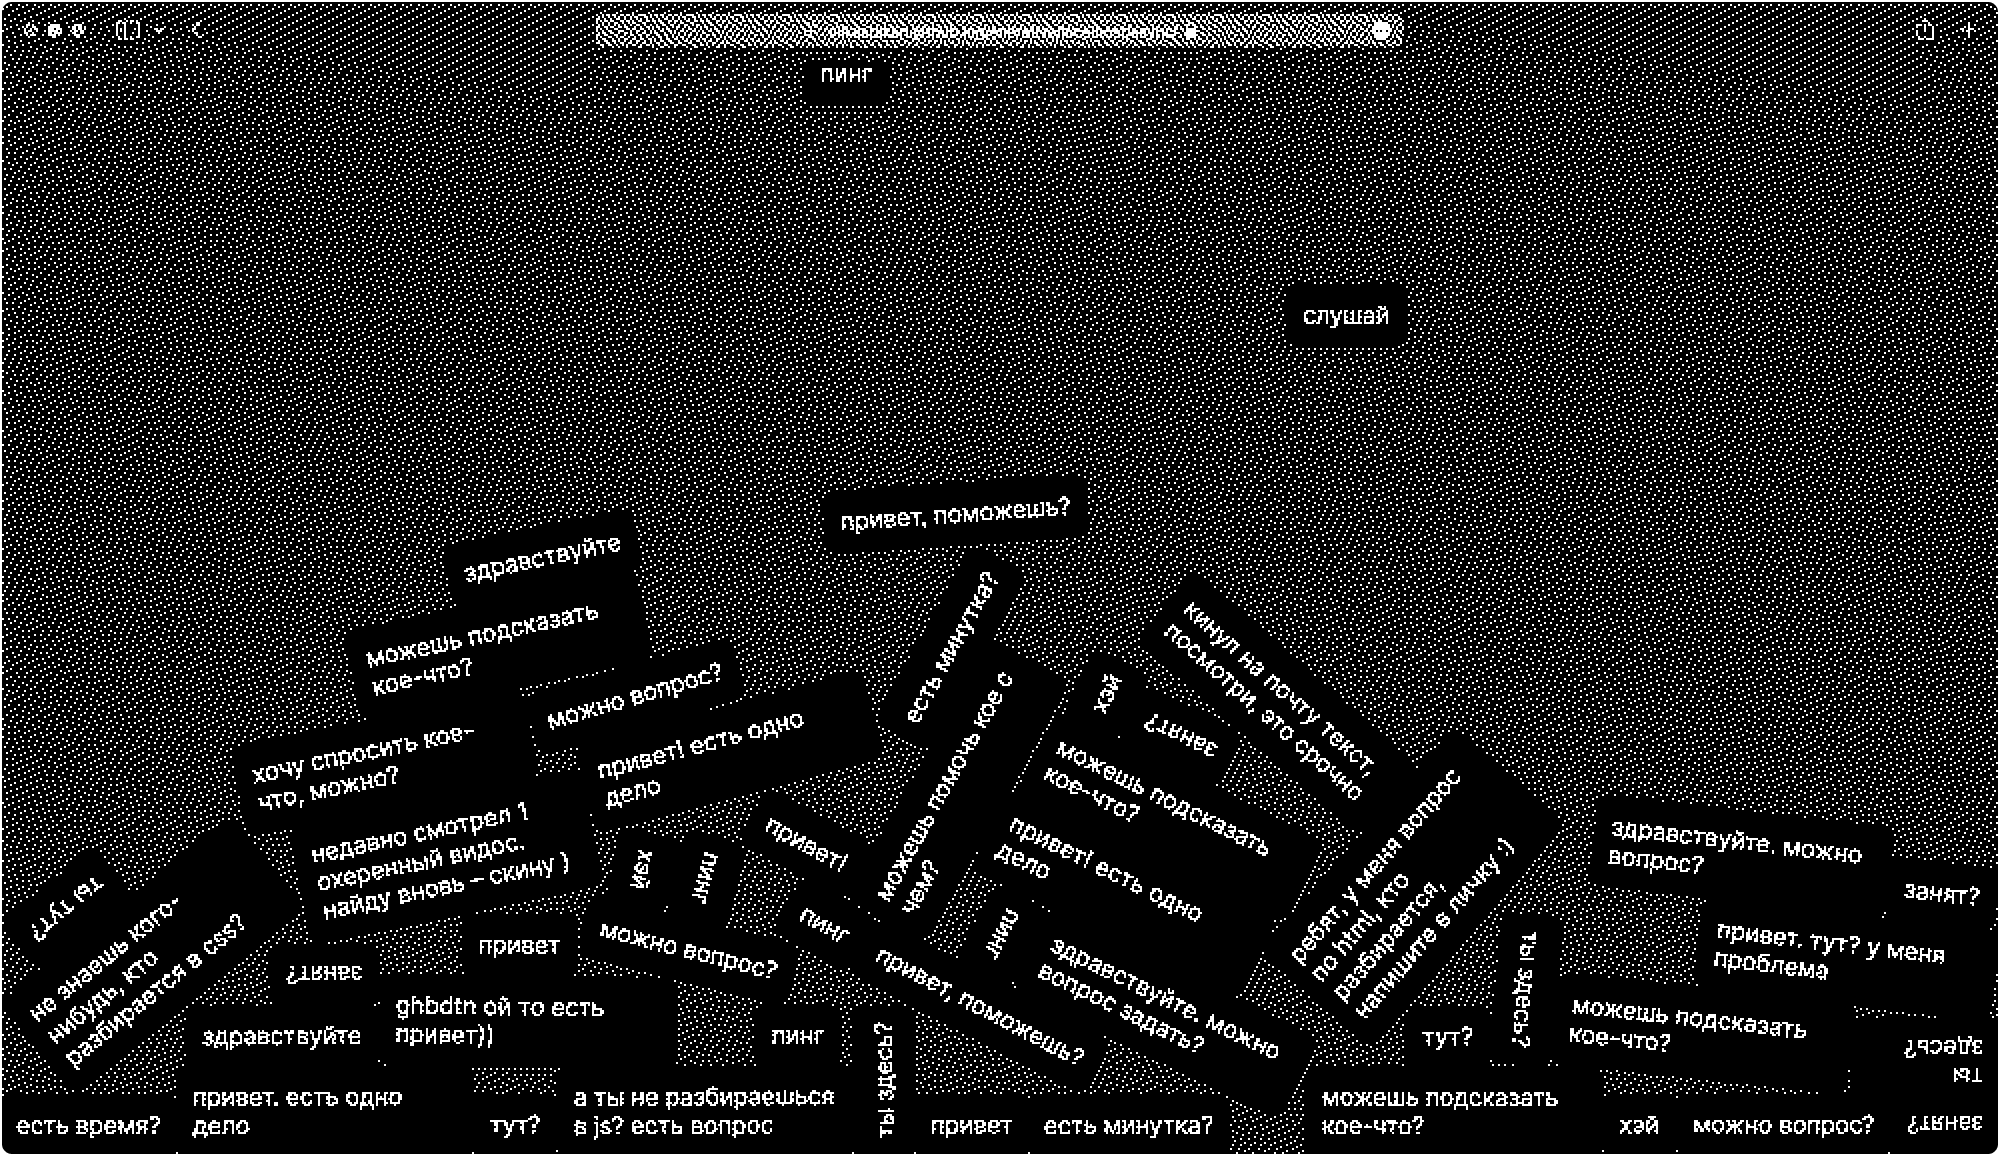 пинг
слушай
привет, поможешь?
здравствуйте
есть минутка?
можешь подсказать
кое-что?
кинул на почту текст,
посмотри, это срочно
можно вопрос?
хэй
занят?
хочу спросить кое-
что, можно?
привет! есть одно
дело
можешь помочь кое с
чем?
можешь подсказать
кое-что?
недавно смотрел 1
охеренный видос.
найду вновь – скину )
привет!
привет! есть одно
дело
ребят, у меня вопрос
по html, кто
разбирается,
напишите в личку :)
здравствуйте. можно
вопрос?
хэй
пинг
занят?
ты тут?
не знаешь кого-
нибудь, кто
разбирается в css?
привет
можно вопрос?
пинг
пинг
привет. тут? у меня
проблема
занят?
привет, поможешь?
здравствуйте. можно
вопрос задать?
ты здесь?
ghbdtn ой то есть
привет))
здравствуйте
пинг
тут?
можешь подсказать
кое-что?
ты
здесь?
есть время?
привет. есть одно
дело
тут?
а ты не разбираешься
в js? есть вопрос
ты здесь?
привет
есть минутка?
можешь подсказать
кое-что?
хэй
можно вопрос?
занят?